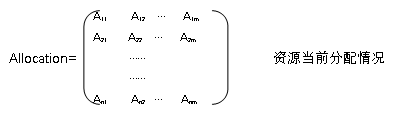 A₁₁ A₁₂ … A₁ₘ
A₂₁ A₂₂ … A₂ₘ
……
Allocation= 资源当前分配情况
……
Aₙ₁ Aₙ₂ … Aₙₘ